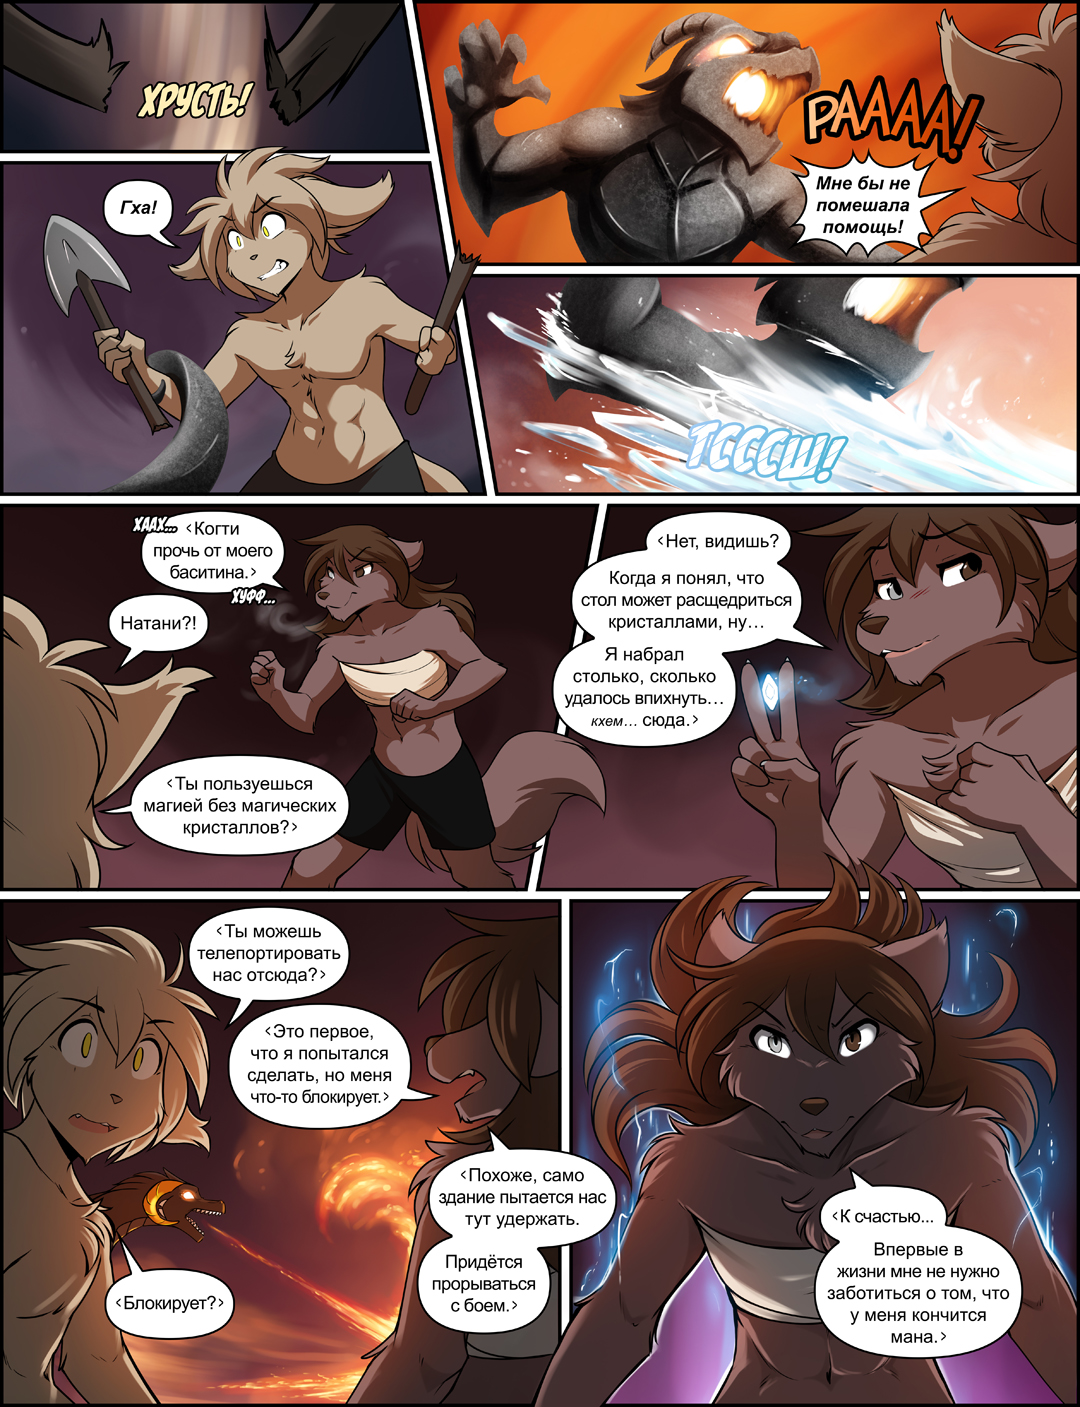 ХРУСТЬ!
РАААА!
Мне бы не
помешала
помощь!
Гха!
ТССССШ!
ХААХ...
‹Когти
прочь от моего
баситина.›
ХУФФ...
Натани?!
‹Ты пользуешься
магией без магических
кристаллов?›
‹Нет, видишь?
Когда я понял, что
стол может расщедриться
кристаллами, ну...
Я набрал
столько, сколько
удалось впихнуть...
кхем... сюда.›
‹Ты можешь
телепортировать
нас отсюда?›
‹Это первое,
что я попытался
сделать, но меня
что-то блокирует.›
‹Блокирует?›
‹Похоже, само
здание пытается нас
тут удержать.
Придётся
прорываться
с боем.›
‹К счастью...
Впервые в
жизни мне не нужно
заботиться о том, что
у меня кончится
мана.›